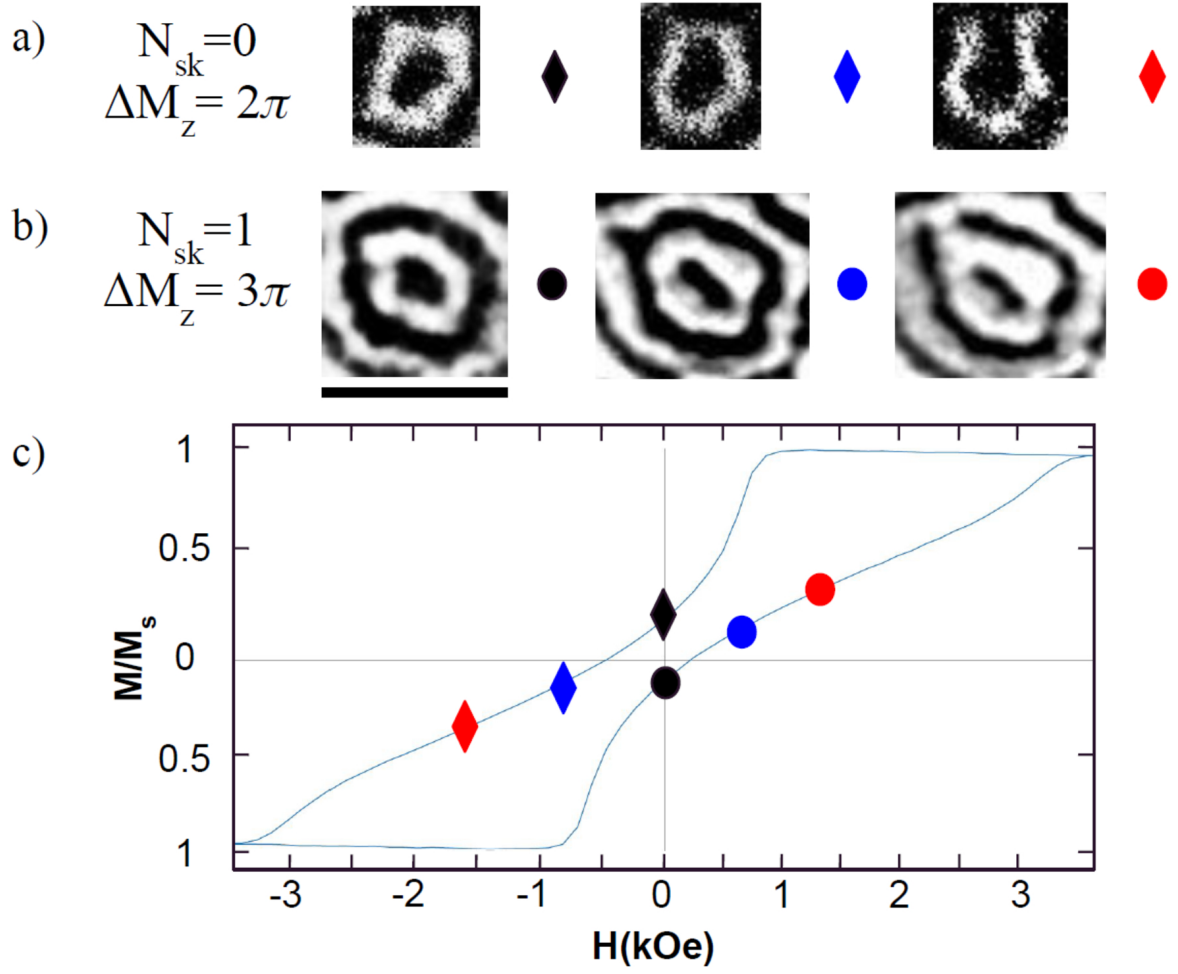 a)
N_sk=0
ΔM_z= 2π
b)
N_sk=1
ΔM_z= 3π
c)
1
0.5
0
0.5
1
M/M_s
-3
-2
-1
0
1
2
3
H(kOe)